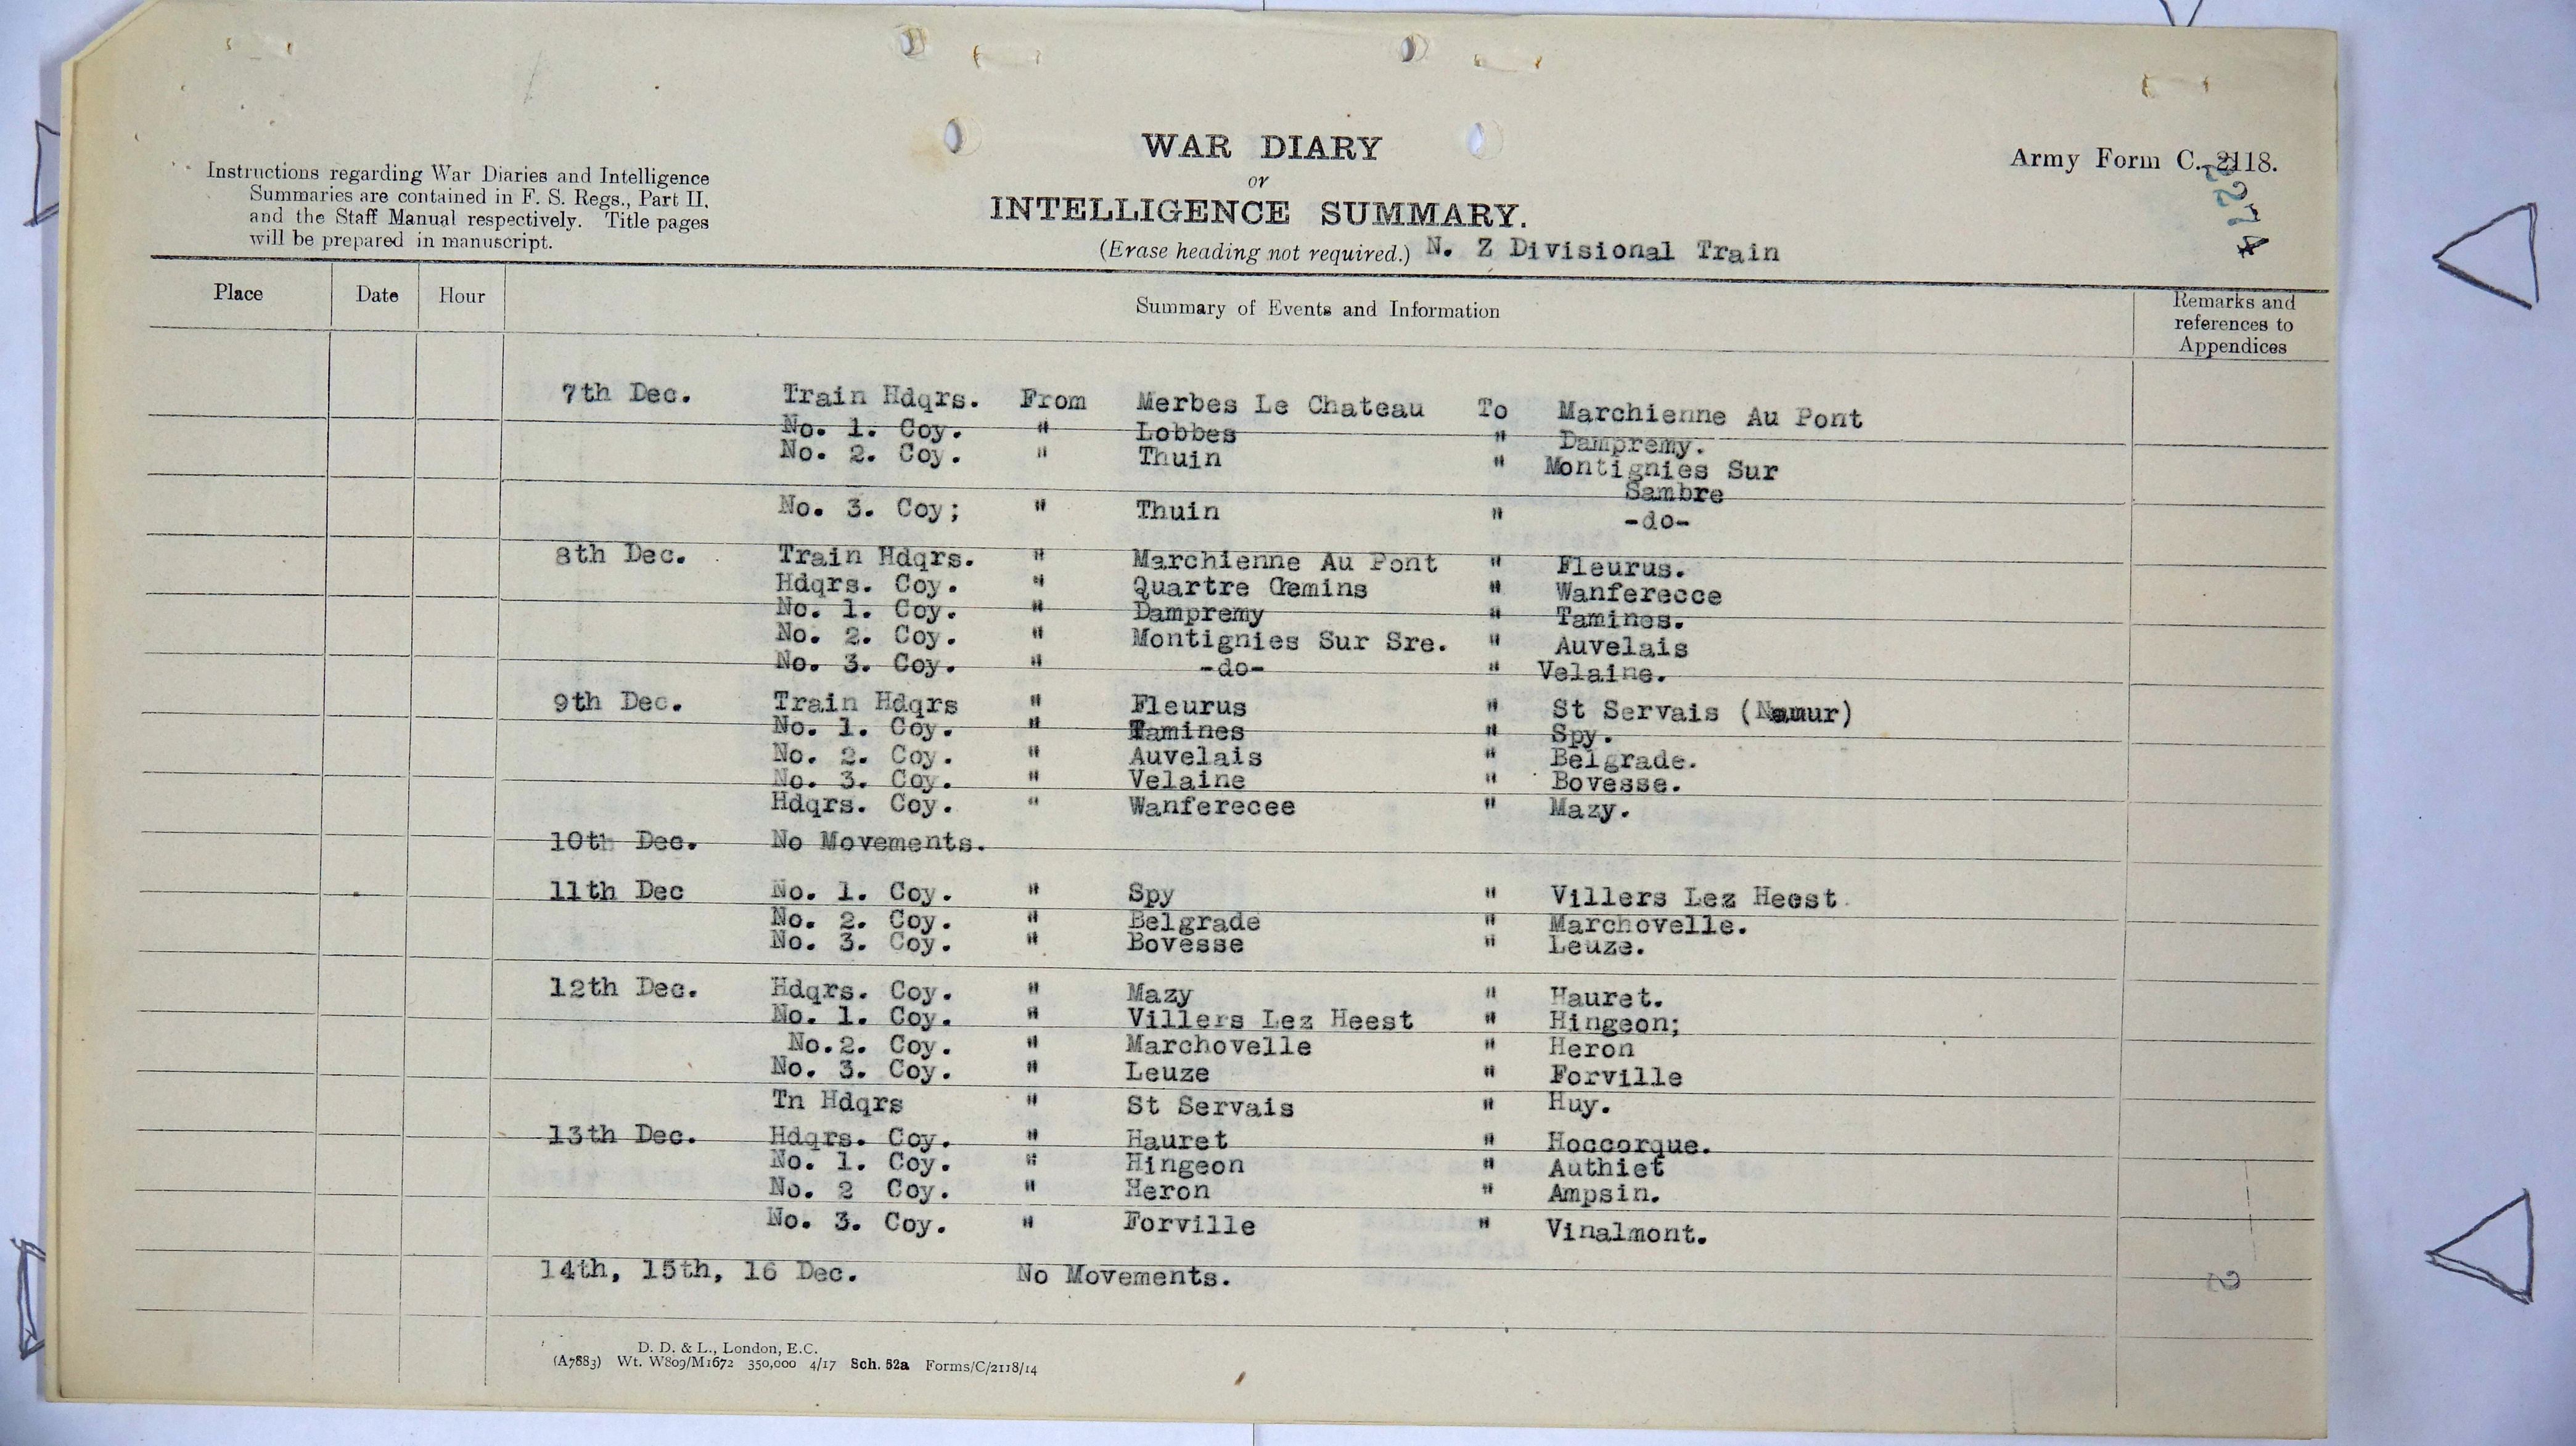 WAR DIARY
or
INTELLIGENCE SUMMARY.
(Erase heading not required.) N. Z Divisional Train
Army Form C. 2118.
Instructions regarding War Diaries and Intelligence
Summaries are contained in F. S. Regs., Part II.
and the Staff Manual respectively. Title pages
will be prepared in manuscript.
Place Date Hour Summary of Events and Information Remarks and
references to
Appendices
7th Dec. Train Hdqrs. From Merbes Le Chateau To Marchienne Au Pont
No. 1. Coy. " Lobbes " Dampremy.
No. 2. Coy. " Thuin " Montignies Sur
Sambre
No. 3. Coy; " Thuin " -do-
8th Dec. Train Hdqrs. " Marchienne Au Pont " Fleurus.
Hdqrs. Coy. " Quartre Cemins " Wanferecce
No. 1. Coy. " Dampremy " Tamines.
No. 2. Coy. " Montignies Sur Sre. " Auvelais
No. 3. Coy. " -do- " Velaine.
9th Dec. Train Hdqrs " Fleurus " St Servais (Namur)
No. 1. Coy. " Tamines " Spy.
No. 2. Coy. " Auvelais " Belgrade.
No. 3. Coy. " Velaine " Bovesse.
Hdqrs. Coy. " Wanferecee " Mazy.
10th Dec. No Movements.
11th Dec No. 1. Coy. " Spy " Villers Lez Heest.
No. 2. Coy. " Belgrade " Marchovelle.
No. 3. Coy. " Bovesse " Leuze.
12th Dec. Hdqrs. Coy. " Mazy " Hauret.
No. 1. Coy. " Villers Lez Heest " Hingeon;
No.2. Coy. " Marchovelle " Heron
No. 3. Coy. " Leuze " Forville
Tn Hdqrs " St Servais " Huy.
13th Dec. Hdqrs. Coy. " Hauret " Hoccorque.
No. 1. Coy. " Hingeon " Authiet
No. 2 Coy. " Heron " Ampsin.
No. 3. Coy. " Forville " Vinalmont.
14th, 15th, 16 Dec. No Movements.
D. D. & L., London, E.C.
(A7883) Wt. W809/M1672 350,000 4/17 Sch. 52a Forms/C/2118/14